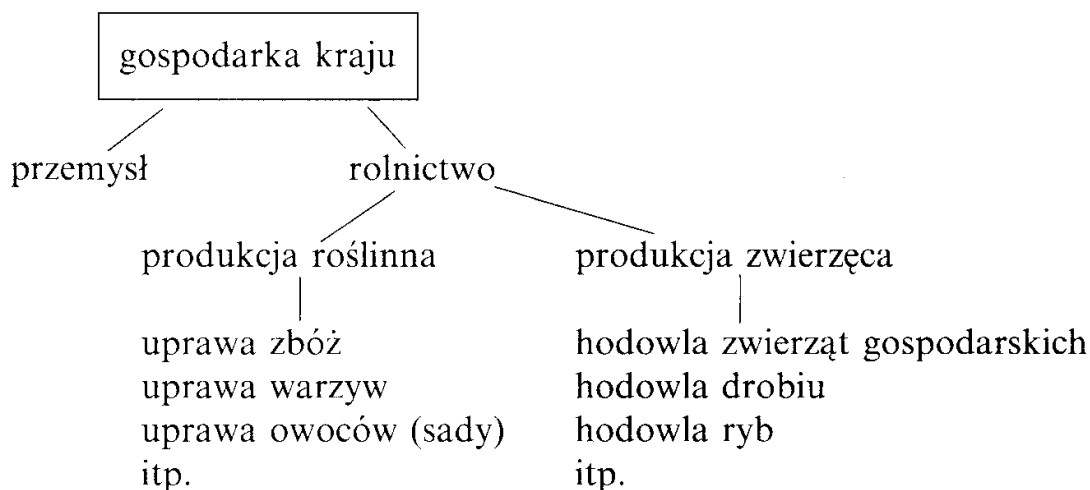 gospodarka kraju
przemysł
rolnictwo
produkcja roślinna
produkcja zwierzęca
uprawa zbóż
uprawa warzyw
uprawa owoców (sady)
itp.
hodowla zwierząt gospodarskich
hodowla drobiu
hodowla ryb
itp.